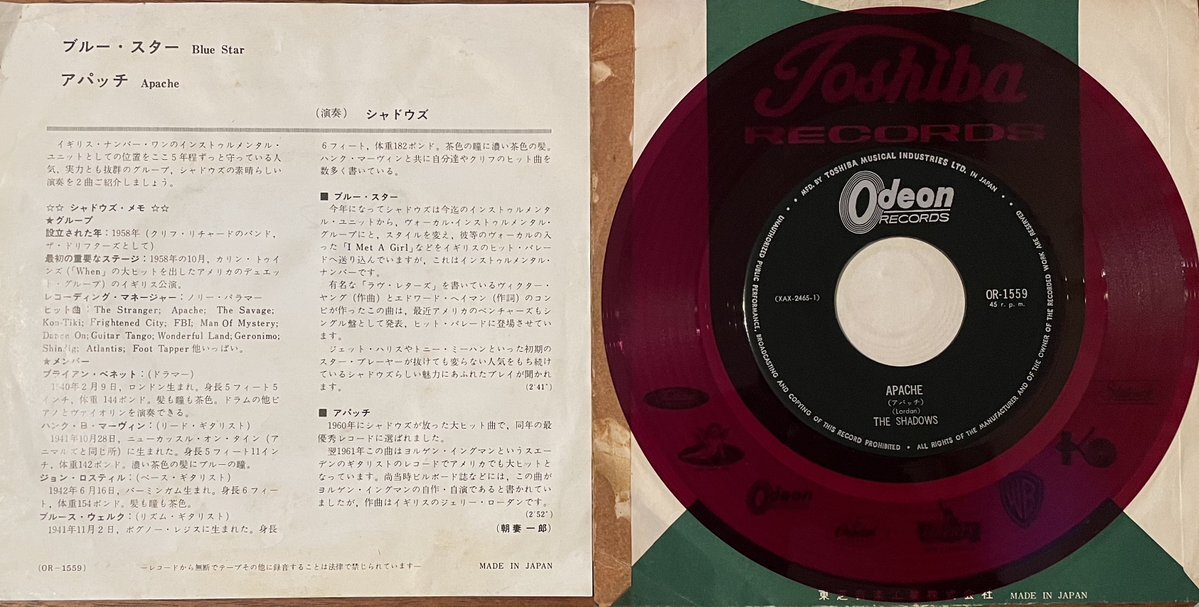 ブルー・スター Blue Star
アパッチ Apache
(演奏) シャドウズ
イギリス・ナンバー・ワンのインストゥルメンタル・
ユニットとしての位置をここ5年程ずっと守っている人
気、実力とも抜群のグループ、シャドウズの素晴らしい
演奏を2曲ご紹介しましょう。
☆☆ シャドウズ・メモ ☆☆
★グループ
設立された年：1958年 (クリフ・リチャードのバンド,
ザ・ドリフターズとして)
最初の重要なステージ：1958年の10月, カリン・トゥイ
ンズ (「When」の大ヒットを出したアメリカのデュエッ
ト・グループ) のイギリス公演。
レコーディング・マネージャー：ノリー・パラマー
ヒット曲：The Stranger; Apache; The Savage;
Kon-Tiki; Frightened City; FBI; Man Of Mystery;
Dance On; Guitar Tango; Wonderful Land; Geronimo;
Shindig; Atlantis; Foot Tapper 他いっぱい。
★メンバー
ブライアン・ベネット：(ドラマー)
1940年2月9日, ロンドン生まれ。身長5フィート5
インチ, 体重 144ポンド。髪も瞳も茶色。ドラムの他ピ
アノとヴァイオリンを演奏できる。
ハンク・B・マーヴィン：(リード・ギタリスト)
1941年10月28日, ニューカッスル・オン・タイン (ア
ニマルズと同じ所) に生まれた。身長5フィート11イン
チ, 体重142ポンド。濃い茶色の髪にブルーの瞳。
ジョン・ロスティル：(ベース・ギタリスト)
1942年6月16日, バーミンガム生まれ。身長6フィー
ト, 体重154ポンド。髪も瞳も茶色。
ブルース・ウェルク：(リズム・ギタリスト)
1941年11月2日, ボグノー・レジスに生まれた。身長
6フィート, 体重182ポンド。茶色の瞳に濃い茶色の髪。
ハンク・マーヴィンと共に自分達やクリフのヒット曲を
数多く書いている。
■ ブルー・スター
今年になってシャドウズは今迄のインストゥルメンタ
ル・ユニットから、ヴォーカル・インストゥルメンタル・
グループにと、スタイルを変え、彼等のヴォーカルの入
った「I Met A Girl」などをイギリスのヒット・パレー
ドへ送り込んでいますが、これはインストゥルメンタル・
ナンバーです。
有名な「ラヴ・レターズ」を書いているヴィクター・
ヤング (作曲) とエドワード・ヘイマン (作詞) のコン
ビが作ったこの曲は、最近アメリカのベンチャーズもシ
ングル盤として発表、ヒット・パレードに登場させてい
ます。
ジェット・ハリスやトニー・ミーハンといった初期の
スター・プレーヤーが抜けても変らない人気をもち続け
ているシャドウズらしい魅力にあふれたプレイが聞かれ
ます。 (2′41″)
■ アパッチ
1960年にシャドウズが放った大ヒット曲で、同年の最
優秀レコードに選ばれました。
翌1961年この曲はヨルゲン・イングマンというスエー
デンのギタリストのレコードでアメリカでも大ヒットと
なっています。尚当時ビルボード誌などには、この曲が
ヨルゲン・イングマンの自作・自演であると書かれてい
ましたが、作曲はイギリスのジェリー・ローダンです。
(2′52″)
(朝妻 一郎)
(OR-1559)
―レコードから無断でテープその他に録音することは法律で禁じられています―
MADE IN JAPAN
Toshiba
RECORDS
MFD. BY TOSHIBA MUSICAL INDUSTRIES LTD. IN JAPAN
Odeon
RECORDS
(XAX-2465-1)
OR-1559
45 r. p. m.
APACHE
(アパッチ)
(Lordan)
THE SHADOWS
UNAUTHORIZED PUBLIC PERFORMANCE, BROADCASTING AND COPYING OF THIS RECORD PROHIBITED • ALL RIGHTS OF THE MANUFACTURER AND OF THE OWNER OF THE RECORDED WORK ARE RESERVED
Odeon
WB
東芝音楽工業株式会社 MADE IN JAPAN